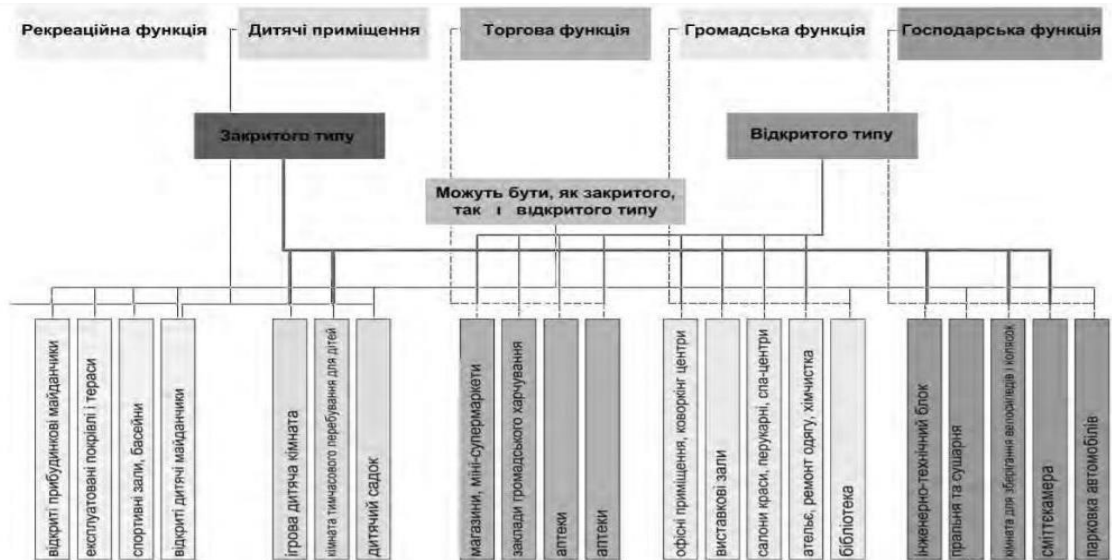 Рекреаційна функція
Дитячі приміщення
Торгова функція
Громадська функція
Господарська функція
Закритого типу
Відкритого типу
Можуть бути, як закритого,
так і відкритого типу
відкриті прибудинкові майданчики
експлуатовані покрівлі і тераси
спортивні зали, басейни
відкриті дитячі майданчики
ігрова дитяча кімната
кімната тимчасового перебування для дітей
дитячий садок
магазини, міні-супермаркети
заклади громадського харчування
аптеки
аптеки
офісні приміщення, коворкінг центри
виставкові зали
салони краси, перукарні, спа-центри
ательє, ремонт одягу, хімчистка
бібліотека
інженерно-технічний блок
пральня та сушарня
кімната для зберігання велосипедів і колясок
сміттєкамера
парковка автомобілів